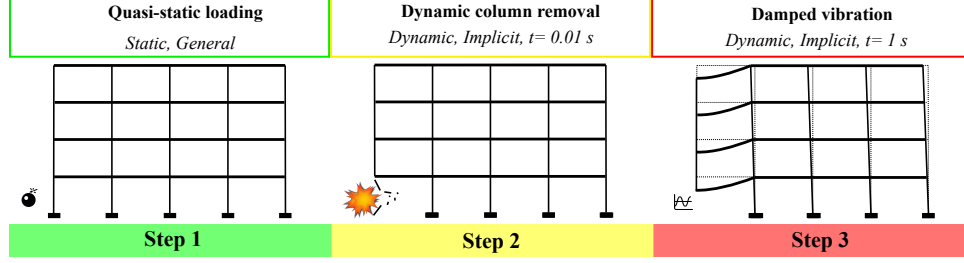 Quasi-static loading
Static, General
Dynamic column removal
Dynamic, Implicit, t= 0.01 s
Damped vibration
Dynamic, Implicit, t= 1 s
Step 1
Step 2
Step 3